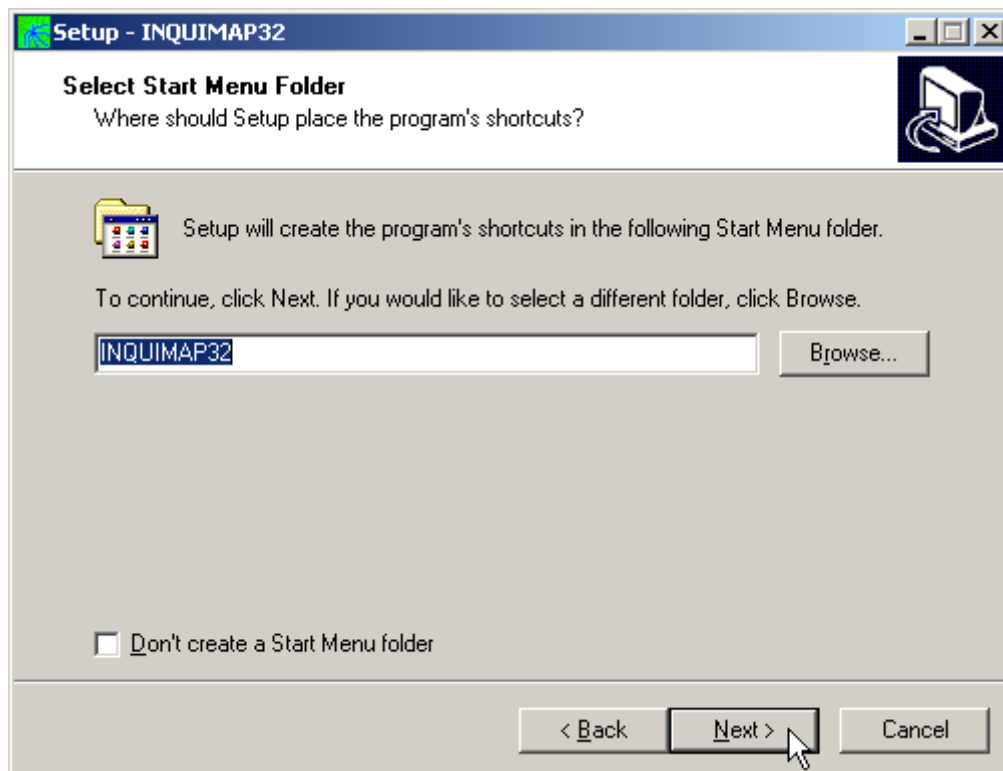 Setup - INQUIMAP32
Select Start Menu Folder
Where should Setup place the program's shortcuts?
Setup will create the program's shortcuts in the following Start Menu folder.
To continue, click Next. If you would like to select a different folder, click Browse.
INQUIMAP32 Browse...
Don't create a Start Menu folder
< Back Next > Cancel